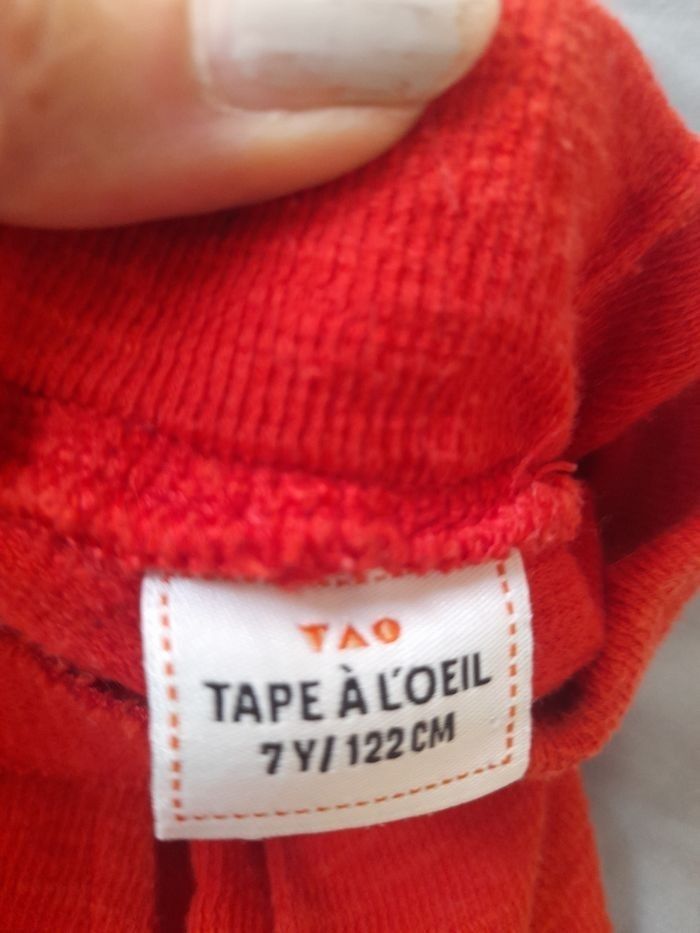 TAO
TAPE À L'OEIL
7 Y/ 122 CM